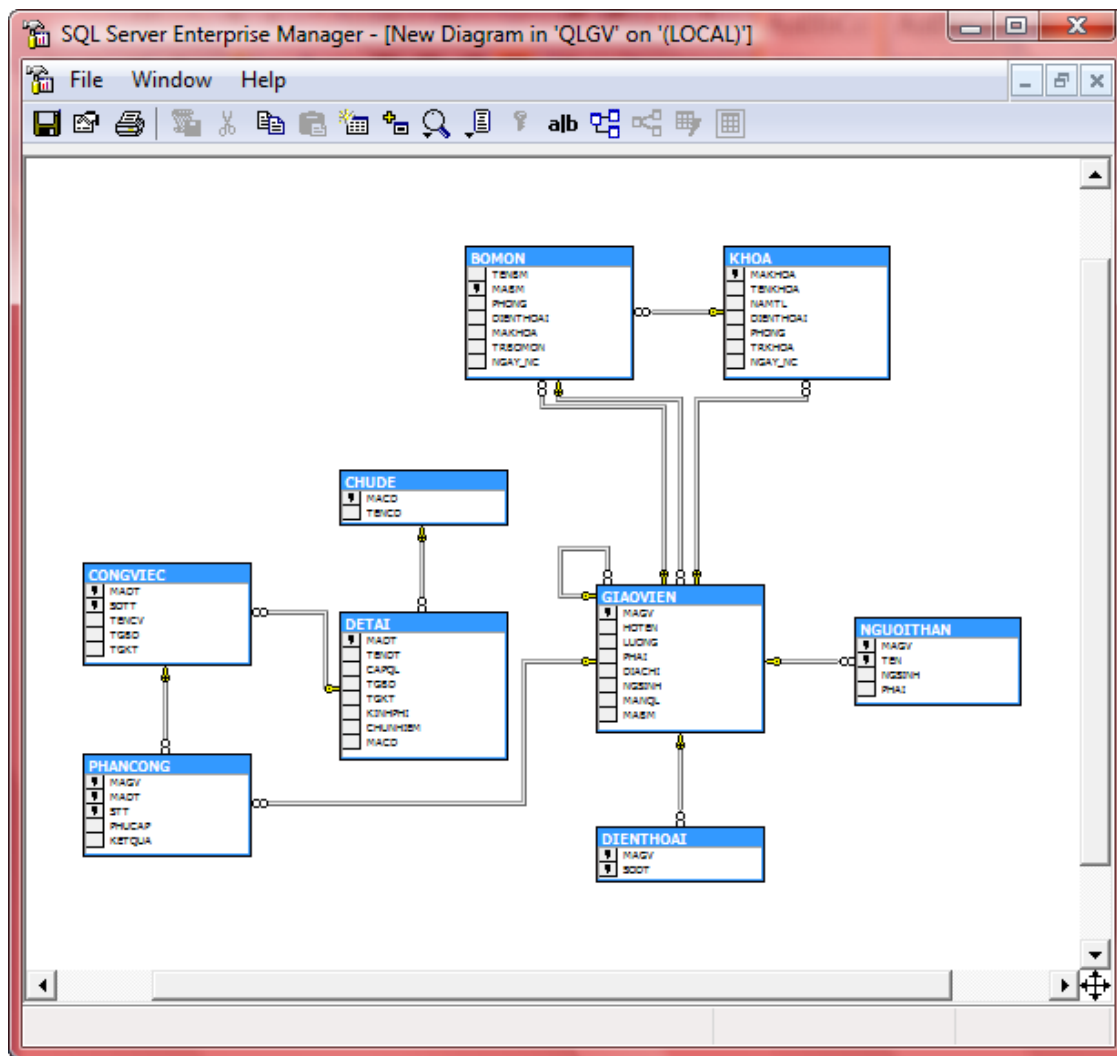 SQL Server Enterprise Manager - [New Diagram in 'QLGV' on '(LOCAL)']
File Window Help
a|b
BOMON
TENBM
MABM
PHONG
DIENTHOAI
MAKHOA
TRBOMON
NGAY_NC
KHOA
MAKHOA
TENKHOA
NAMTL
DIENTHOAI
PHONG
TRKHOA
NGAY_NC
CHUDE
MACD
TENCD
CONGVIEC
MADT
SOTT
TENCV
TGBD
TGKT
DETAI
MADT
TENDT
CAPQL
TGBD
TGKT
KINHPHI
CHUNHIEM
MACD
GIAOVIEN
MAGV
HOTEN
LUONG
PHAI
DIACHI
NGSINH
MANQL
MABM
NGUOITHAN
MAGV
TEN
NGSINH
PHAI
PHANCONG
MAGV
MADT
STT
PHUCAP
KETQUA
DIENTHOAI
MAGV
SODT